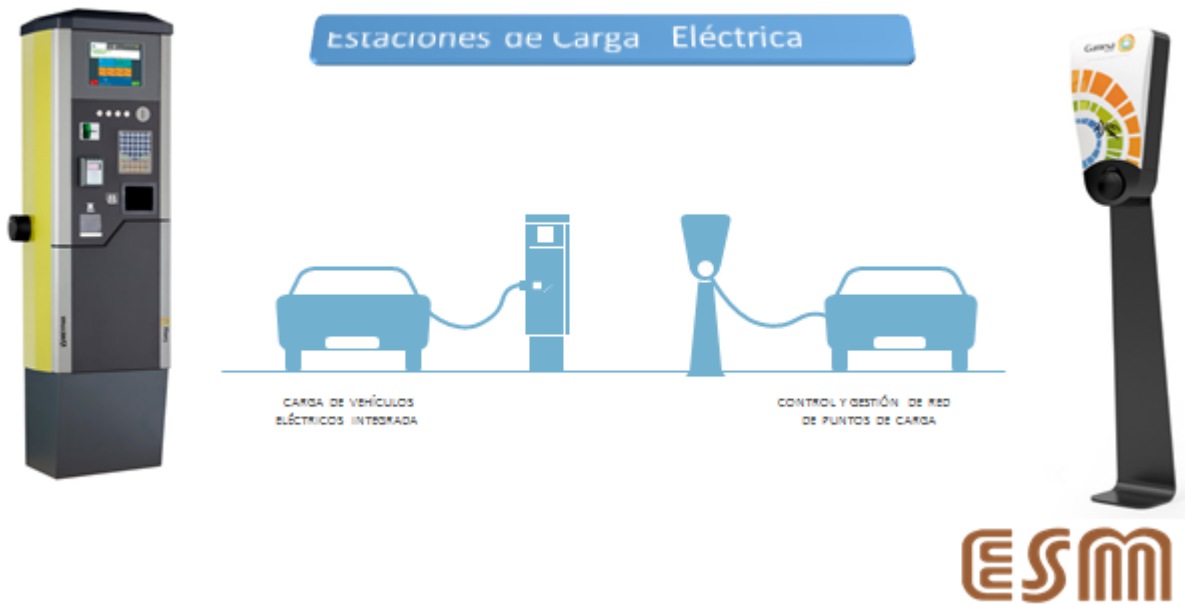 Estaciones de Carga Eléctrica
CARGA DE VEHÍCULOS
ELÉCTRICOS INTEGRADA
CONTROL Y GESTIÓN DE RED
DE PUNTOS DE CARGA
ESM